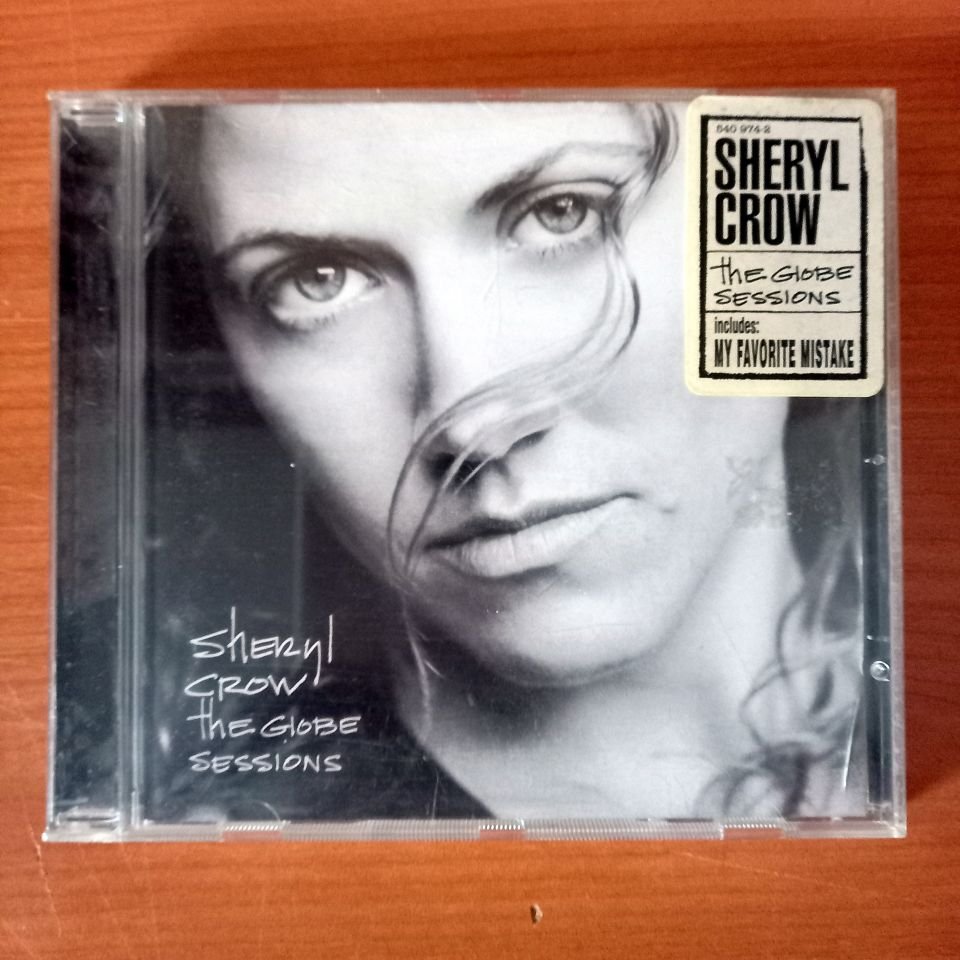 540 974-2
SHERYL
CROW
the GLOBE
SESSIONS
includes:
MY FAVORITE MISTAKE
sheryl
CROW
the GLOBE
SESSIONS